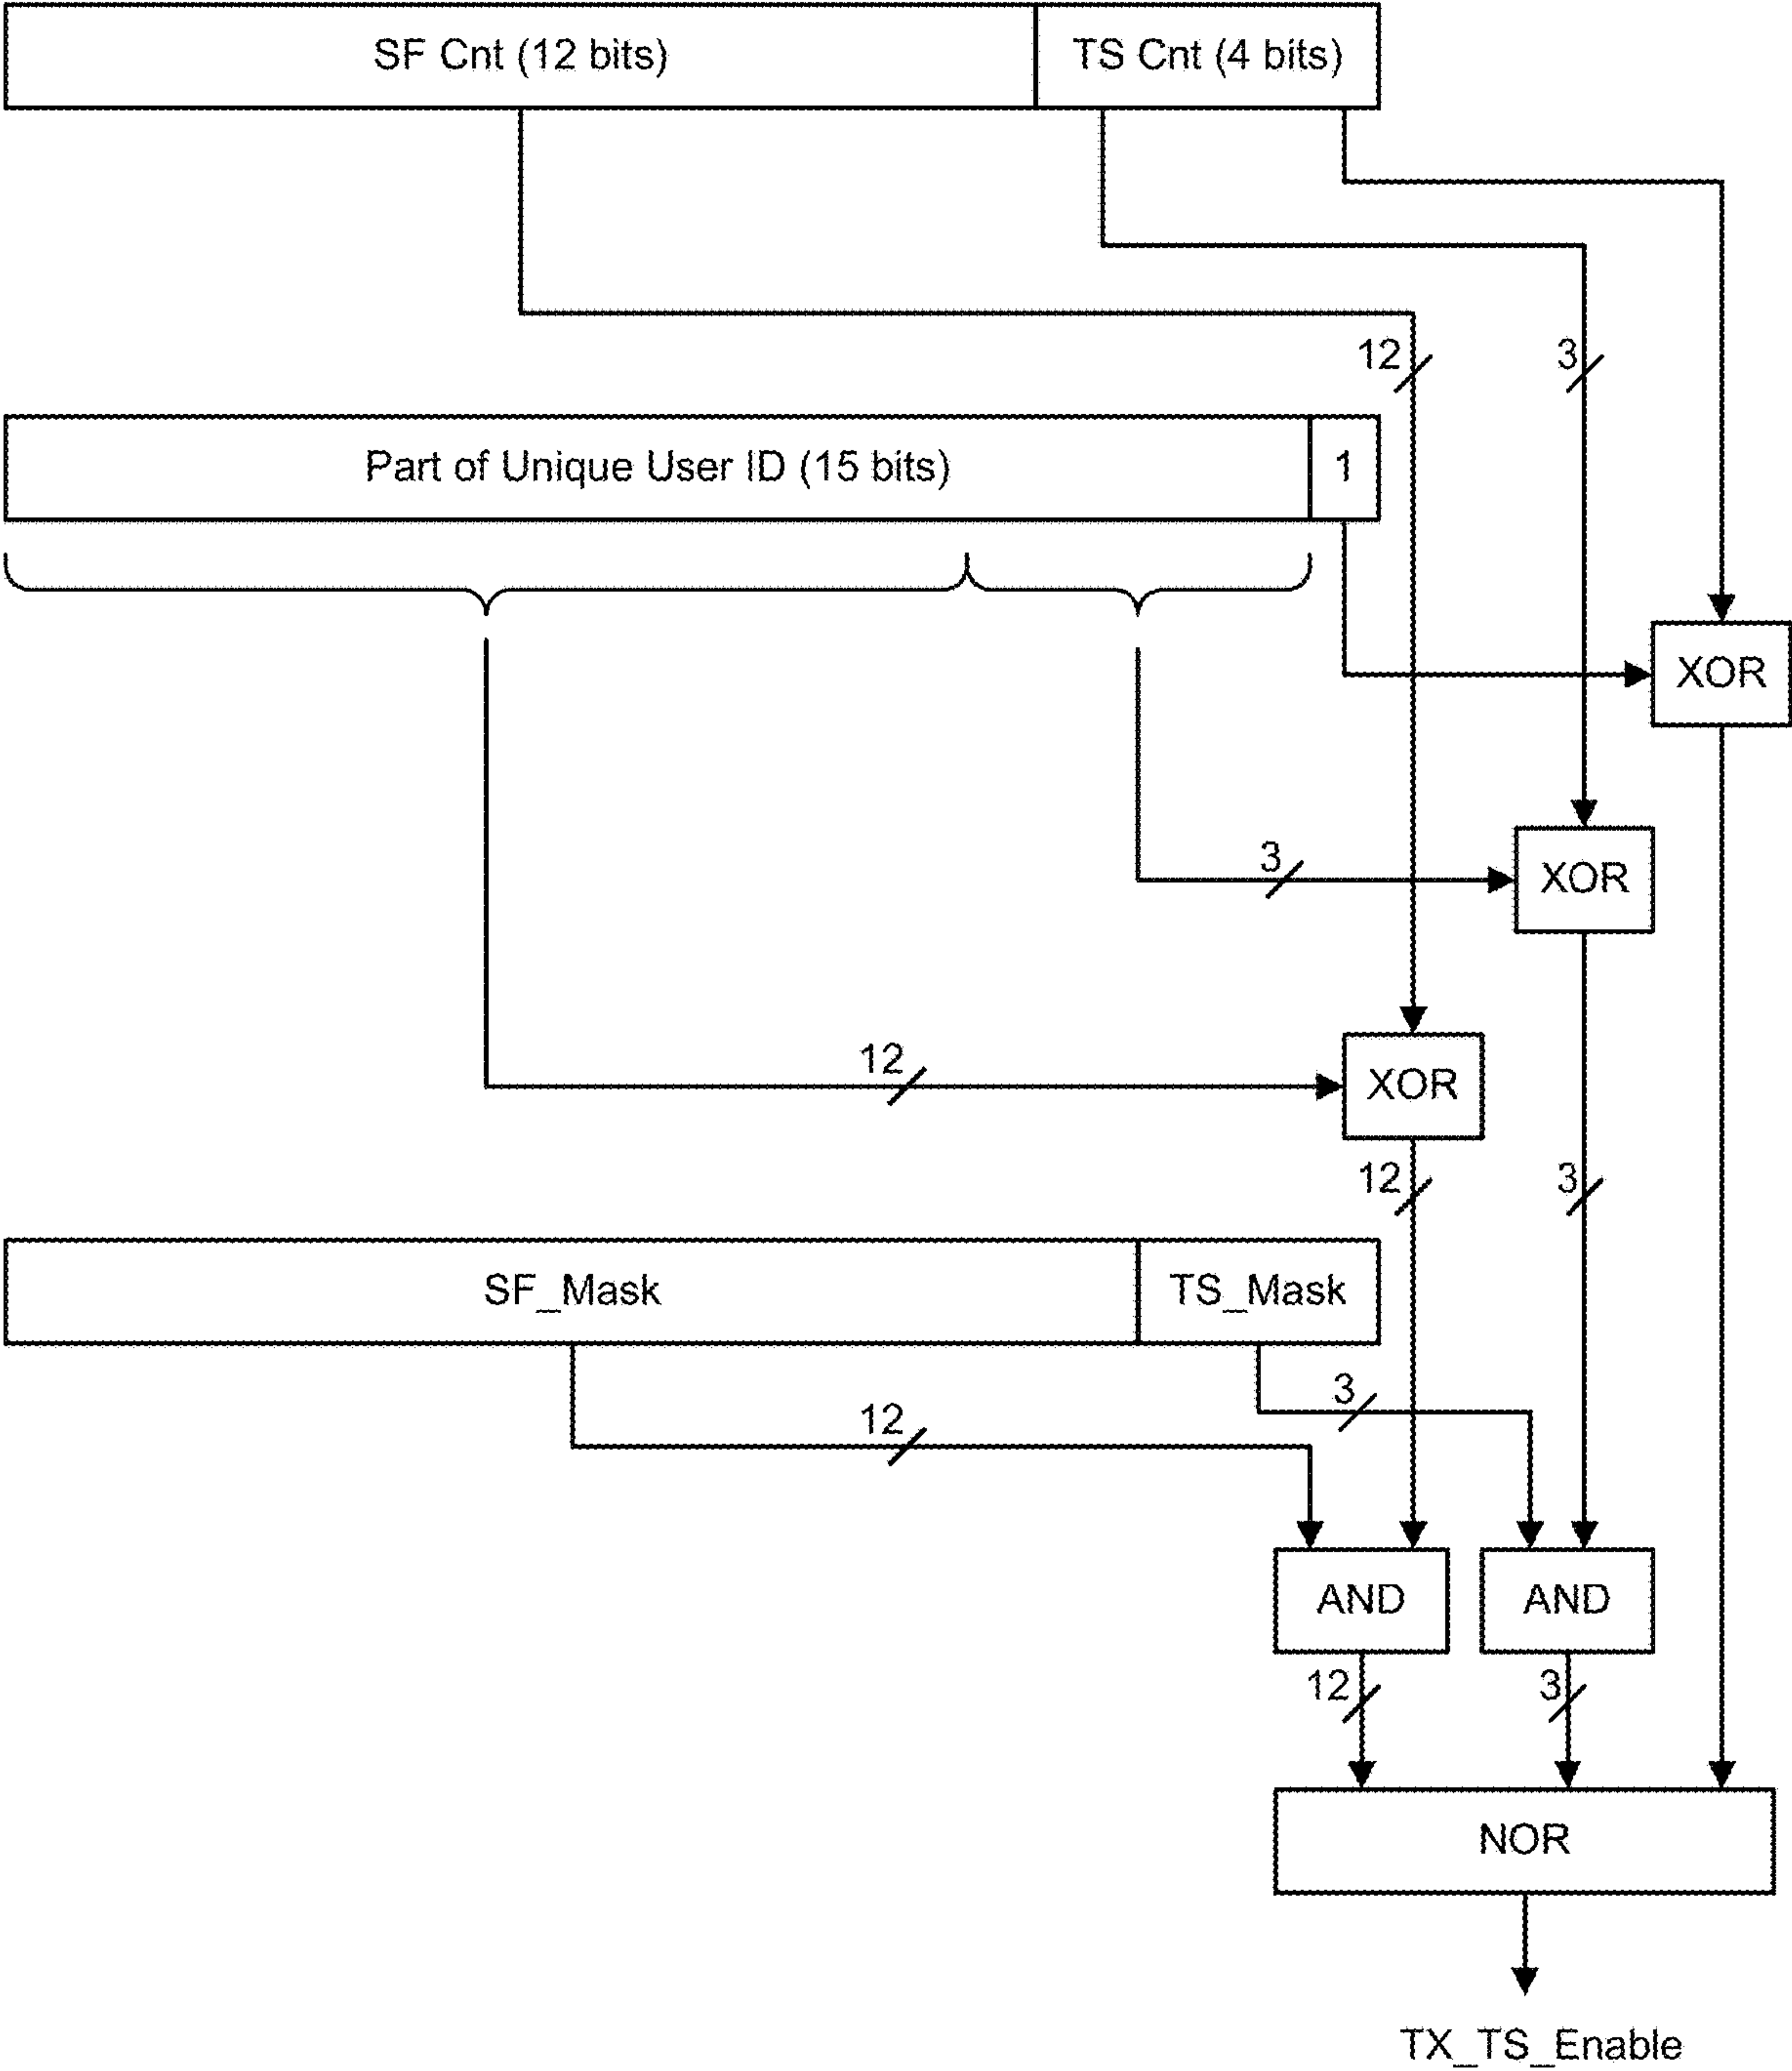 SF Cnt (12 bits)
TS Cnt (4 bits)
12
3
Part of Unique User ID (15 bits)
1
XOR
3
XOR
12
XOR
12
3
SF_Mask
TS_Mask
3
12
AND
AND
12
3
NOR
TX_TS_Enable